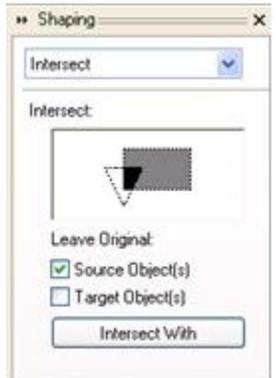 Shaping
Intersect
Intersect:
Leave Original:
Source Object(s)
Target Object(s)
Intersect With